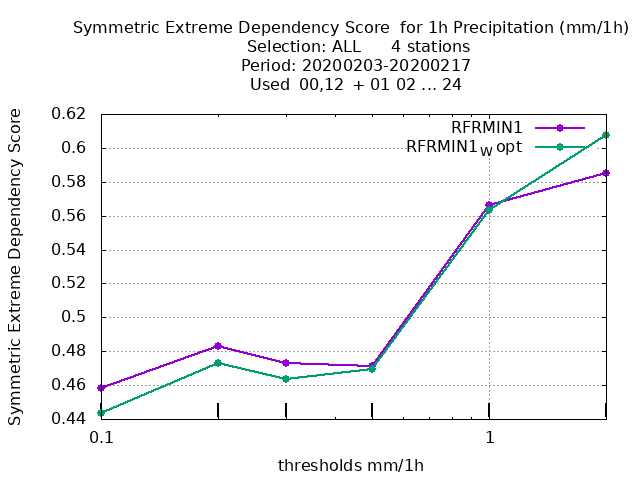 Symmetric Extreme Dependency Score  for 1h Precipitation (mm/1h)
Selection: ALL      4 stations
Period: 20200203-20200217
Used  00,12  + 01 02 ... 24
RFRMIN1
RFRMIN1W opt
Symmetric Extreme Dependency Score
0.62
0.6
0.58
0.56
0.54
0.52
0.5
0.48
0.46
0.44
0.1
1
thresholds mm/1h